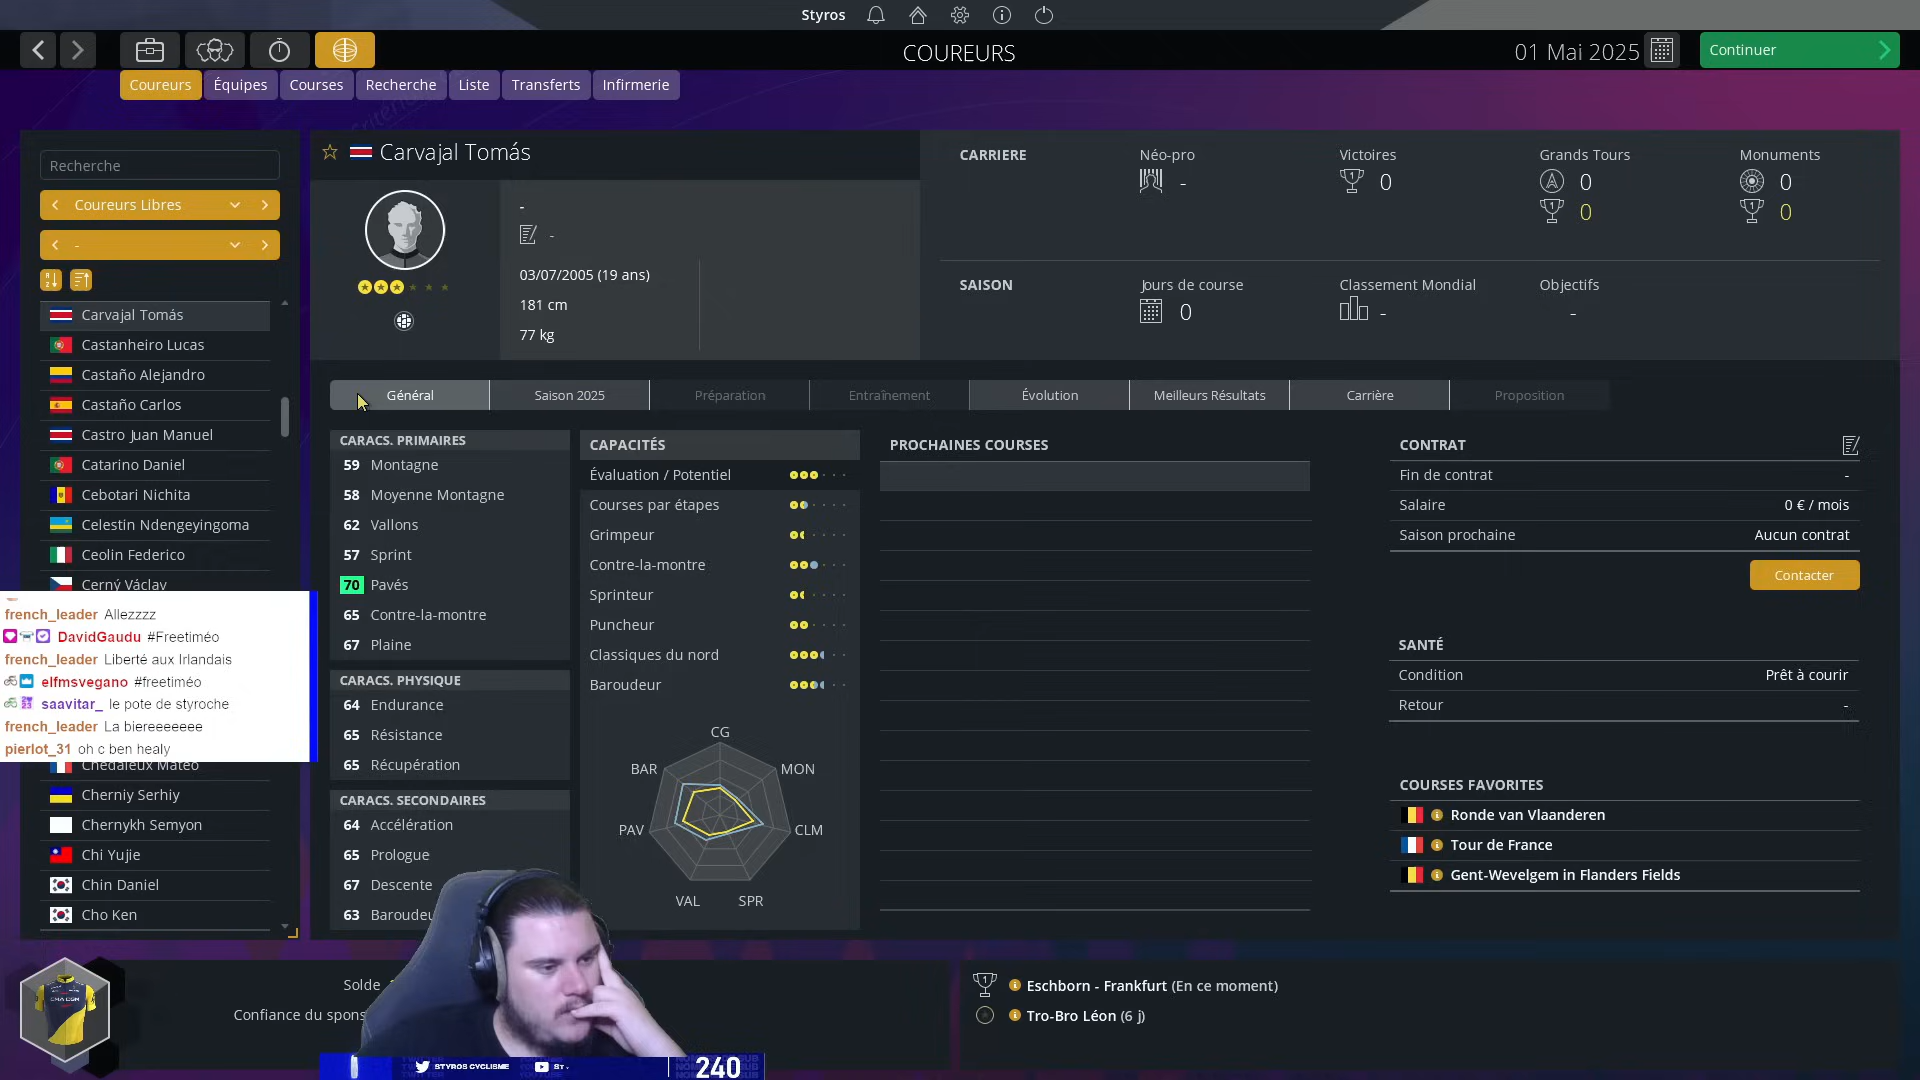 Styros
COUREURS
01 Mai 2025
Continuer
Coureurs
Équipes
Courses
Recherche
Liste
Transferts
Infirmerie
Recherche
Coureurs Libres
-
Carvajal Tomás
Castanheiro Lucas
Castaño Alejandro
Castaño Carlos
Castro Juan Manuel
Catarino Daniel
Cebotari Nichita
Celestin Ndengeyingoma
Ceolin Federico
Černý Václav
french_leader Allezzzz
DavidGaudu #Freetiméo
french_leader Liberté aux Irlandais
elfmsvegano #freetiméo
saavitar_ le pote de styroche
french_leader La biereeeeeee
pierlot_31 oh c ben healy
Chedaleux Mateo
Cherniy Serhiy
Chernykh Semyon
Chi Yujie
Chin Daniel
Cho Ken
Carvajal Tomás
-
-
03/07/2005 (19 ans)
181 cm
77 kg
CARRIERE
Néo-pro
-
Victoires
0
Grands Tours
0
0
Monuments
0
0
SAISON
Jours de course
0
Classement Mondial
-
Objectifs
-
Général
Saison 2025
Préparation
Entraînement
Évolution
Meilleurs Résultats
Carrière
Proposition
CARACS. PRIMAIRES
59 Montagne
58 Moyenne Montagne
62 Vallons
57 Sprint
70 Pavés
65 Contre-la-montre
67 Plaine
CARACS. PHYSIQUE
64 Endurance
65 Résistance
65 Récupération
CARACS. SECONDAIRES
64 Accélération
65 Prologue
67 Descente
63 Baroudeu
CAPACITÉS
Évaluation / Potentiel
Courses par étapes
Grimpeur
Contre-la-montre
Sprinteur
Puncheur
Classiques du nord
Baroudeur
CG
BAR
MON
PAV
CLM
VAL
SPR
PROCHAINES COURSES
CONTRAT
Fin de contrat -
Salaire 0 € / mois
Saison prochaine Aucun contrat
Contacter
SANTÉ
Condition Prêt à courir
Retour -
COURSES FAVORITES
Ronde van Vlaanderen
Tour de France
Gent-Wevelgem in Flanders Fields
Solde
Confiance du spons
Eschborn - Frankfurt (En ce moment)
Tro-Bro Léon (6 j)
STYROS CYCLISME
ST -
240